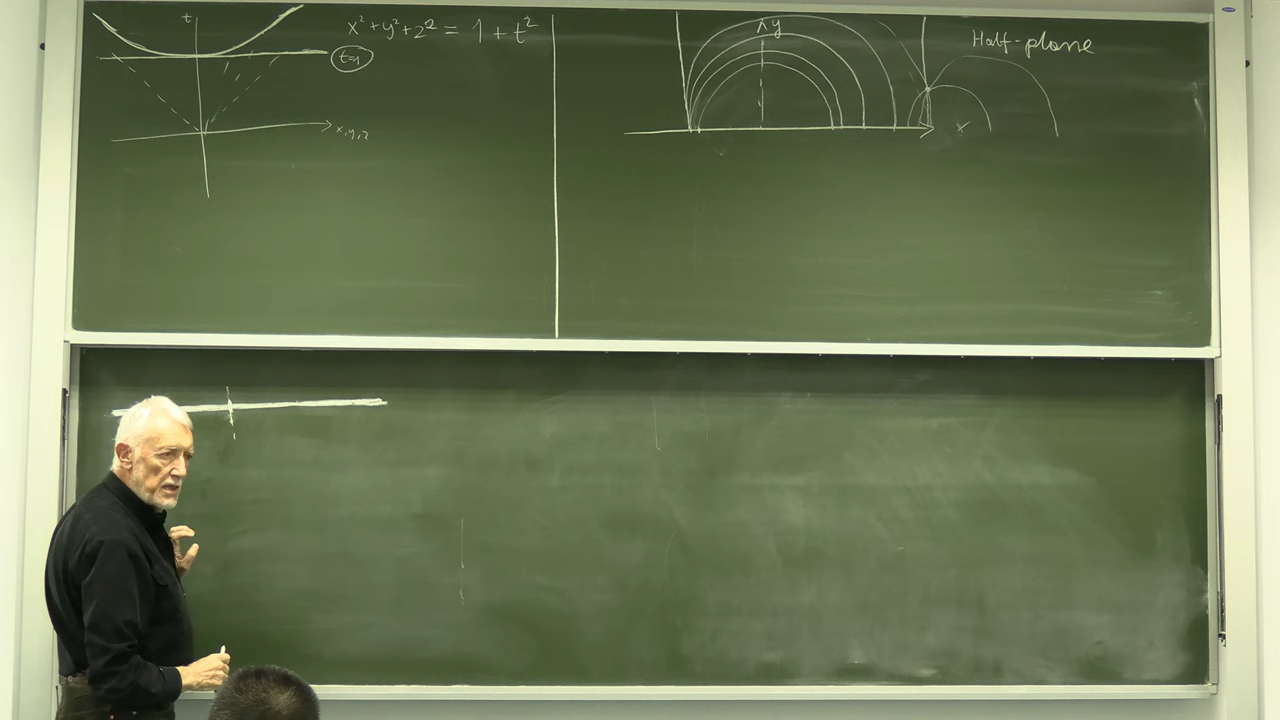 t
x² + y² + z² = 1 + t²
t=1
x,y,z
y
Half-plane
x